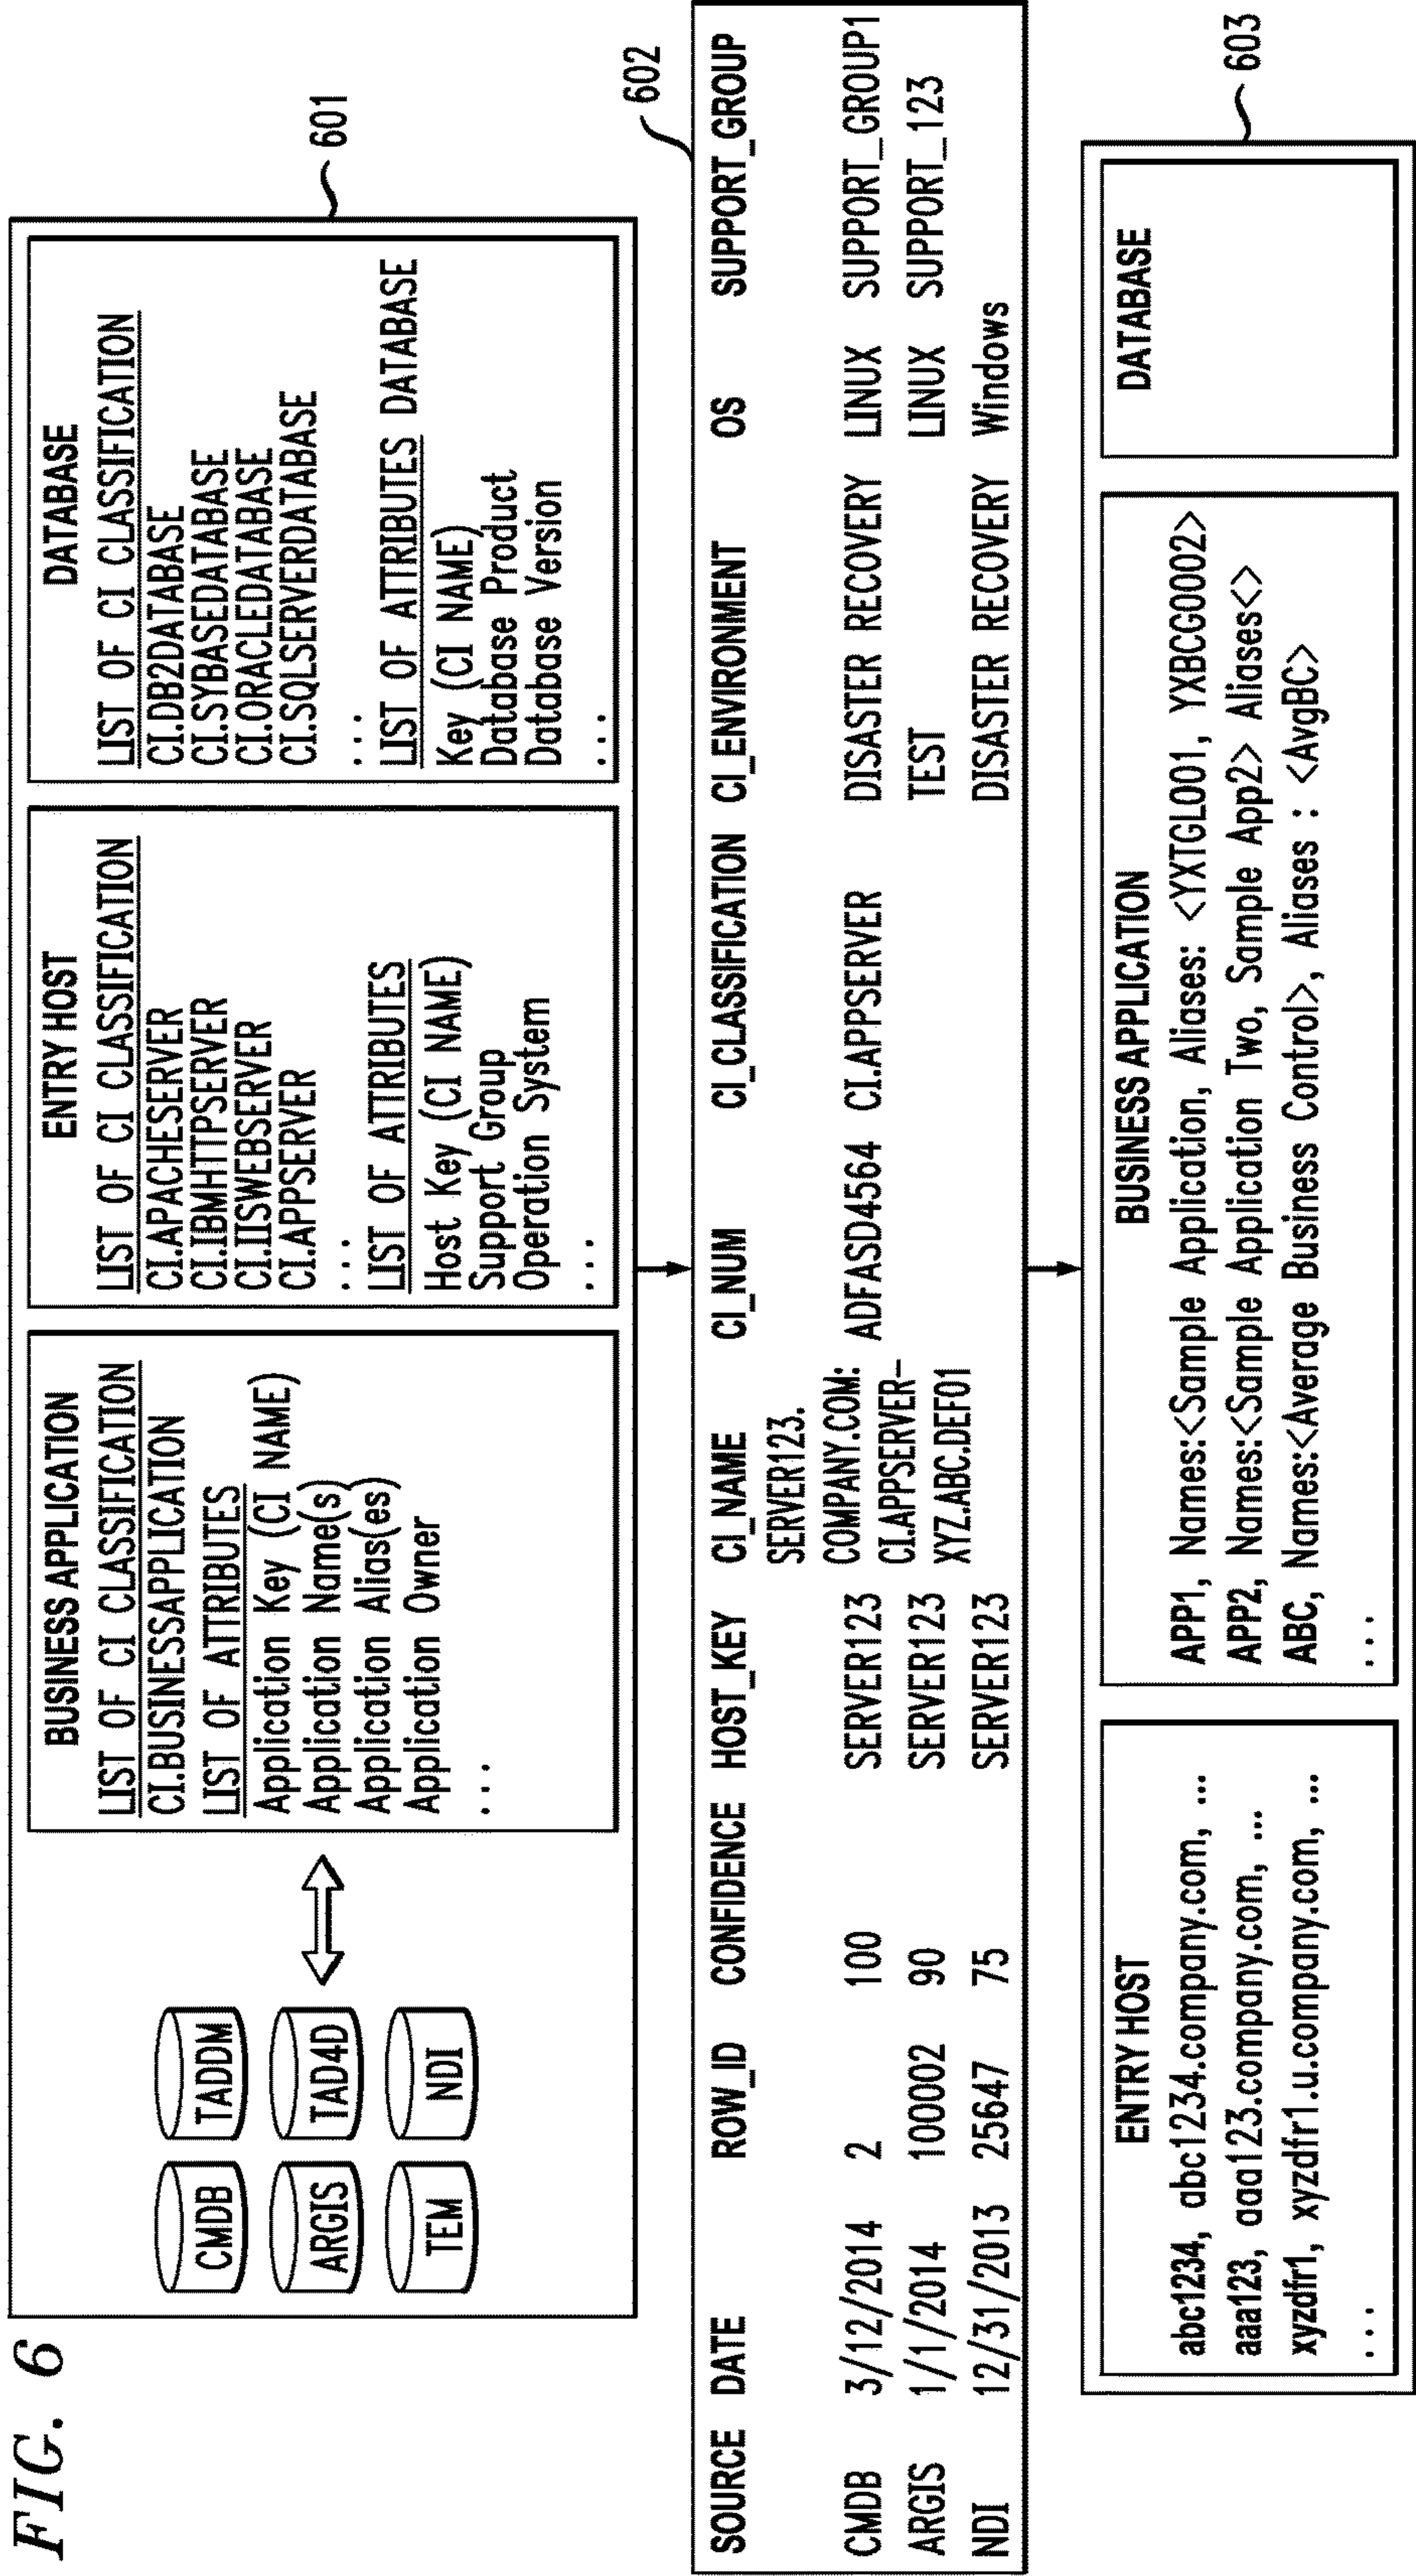 FIG. 6
601
CMDB
TADDM
ARGIS
TAD4D
TEM
NDI
BUSINESS APPLICATION
LIST OF CI CLASSIFICATION
CI.BUSINESSAPPLICATION
LIST OF ATTRIBUTES
Application Key (CI NAME)
Application Name(s)
Application Alias(es)
Application Owner
...
ENTRY HOST
LIST OF CI CLASSIFICATION
CI.APACHESERVER
CI.IBMHTTPSERVER
CI.IISWEBSERVER
CI.APPSERVER
...
LIST OF ATTRIBUTES
Host Key (CI NAME)
Support Group
Operation System
...
DATABASE
LIST OF CI CLASSIFICATION
CI.DB2DATABASE
CI.SYBASEDATABASE
CI.ORACLEDATABASE
CI.SQLSERVERDATABASE
...
LIST OF ATTRIBUTES DATABASE
Key (CI NAME)
Database Product
Database Version
...
602
SOURCE DATE ROW_ID CONFIDENCE HOST_KEY CI_NAME CI_NUM CI_CLASSIFICATION CI_ENVIRONMENT OS SUPPORT_GROUP
SERVER123.
CMDB 3/12/2014 2 100 SERVER123 COMPANY.COM: ADFASD4564 CI.APPSERVER DISASTER RECOVERY LINUX SUPPORT_GROUP1
CI.APPSERVER–
ARGIS 1/1/2014 100002 90 SERVER123 TEST LINUX SUPPORT_123
XYZ.ABC.DEF01
NDI 12/31/2013 25647 75 SERVER123 DISASTER RECOVERY Windows
603
ENTRY HOST
abc1234, abc1234.company.com, ...
aaa123, aaa123.company.com, ...
xyzdfr1, xyzdfr1.u.company.com, ...
...
BUSINESS APPLICATION
APP1, Names:<Sample Application, Aliases: <YXTGL001, YXBCG0002>
APP2, Names:<Sample Application Two, Sample App2> Aliases<>
ABC, Names:<Average Business Control>, Aliases : <AvgBC>
...
DATABASE